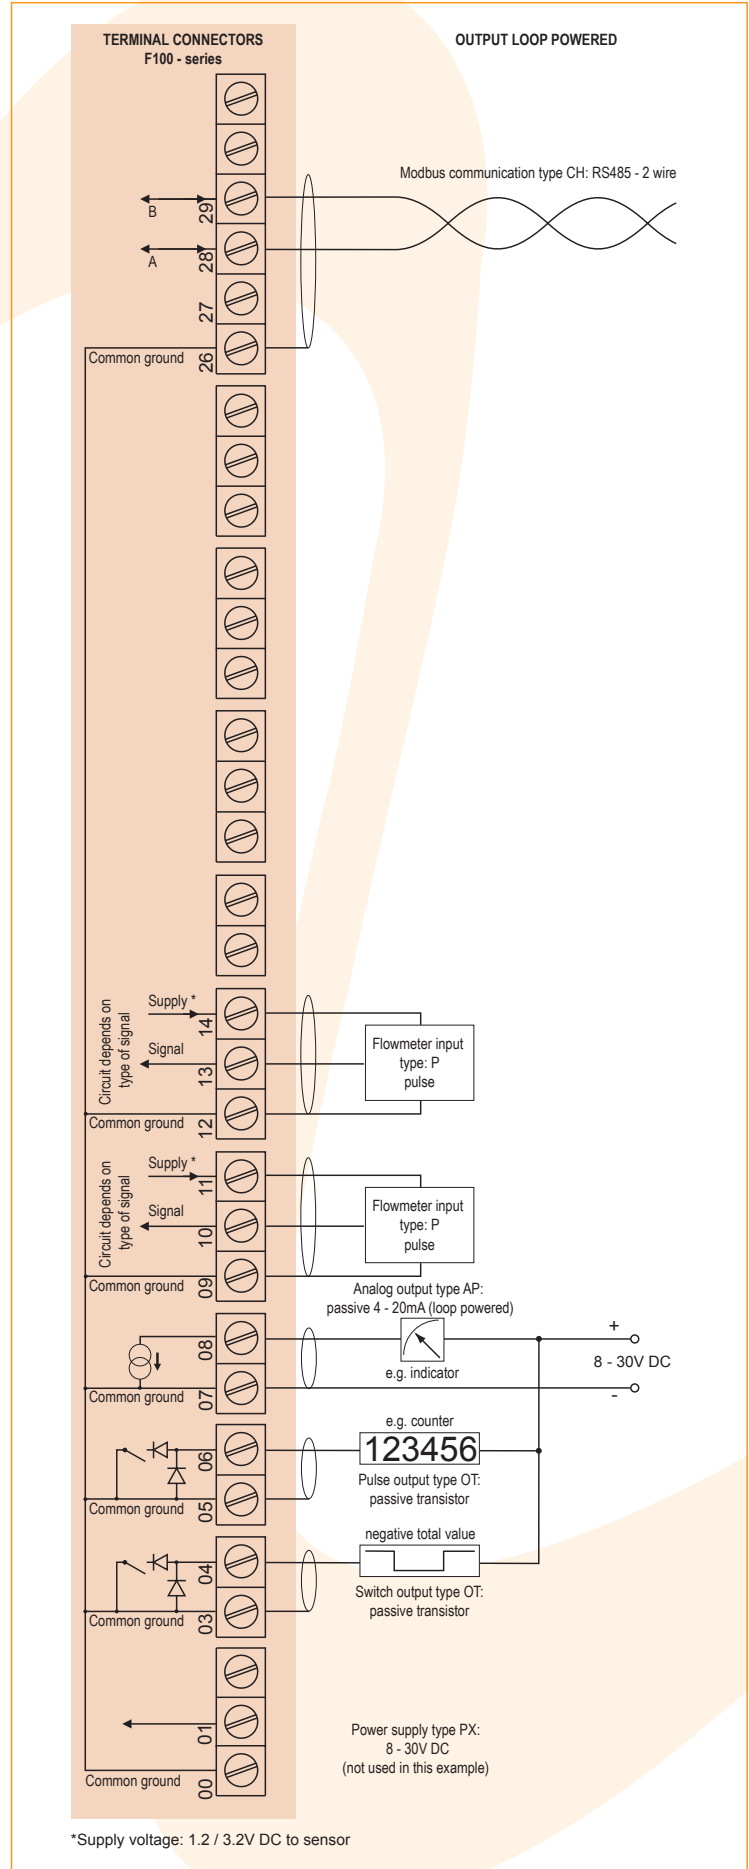 TERMINAL CONNECTORS
F100 - series
OUTPUT LOOP POWERED
Modbus communication type CH: RS485 - 2 wire
B
29
A
28
27
Common ground
26
Circuit depends on
type of signal
Supply *
14
Signal
13
Common ground
12
Flowmeter input
type: P
pulse
Circuit depends on
type of signal
Supply *
11
Signal
10
Common ground
09
Flowmeter input
type: P
pulse
Analog output type AP:
passive 4 - 20mA (loop powered)
08
e.g. indicator
+
8 - 30V DC
-
Common ground
07
e.g. counter
06
123456
Pulse output type OT:
passive transistor
Common ground
05
negative total value
04
Switch output type OT:
passive transistor
Common ground
03
01
Power supply type PX:
8 - 30V DC
(not used in this example)
Common ground
00
*Supply voltage: 1.2 / 3.2V DC to sensor